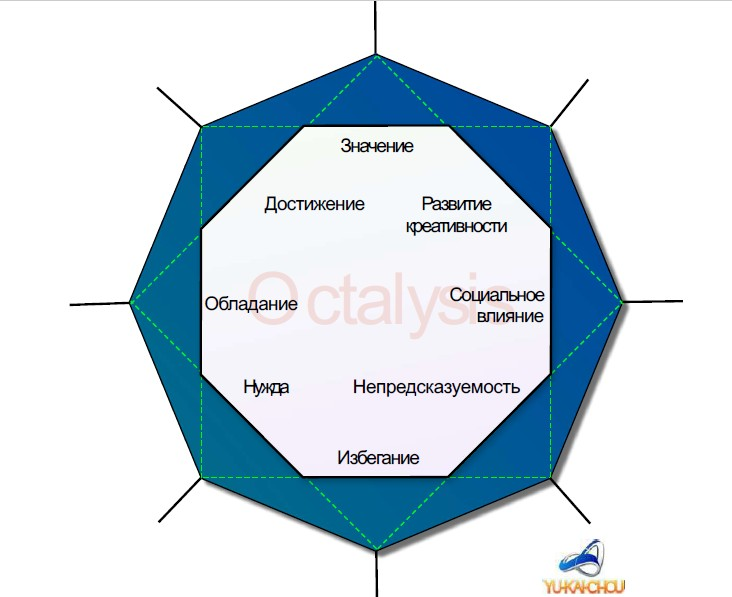 Значение
Достижение
Развитие
креативности
Octalysis
Обладание
Социальное
влияние
Нужда
Непредсказуемость
Избегание
YU-KAI-CHOU